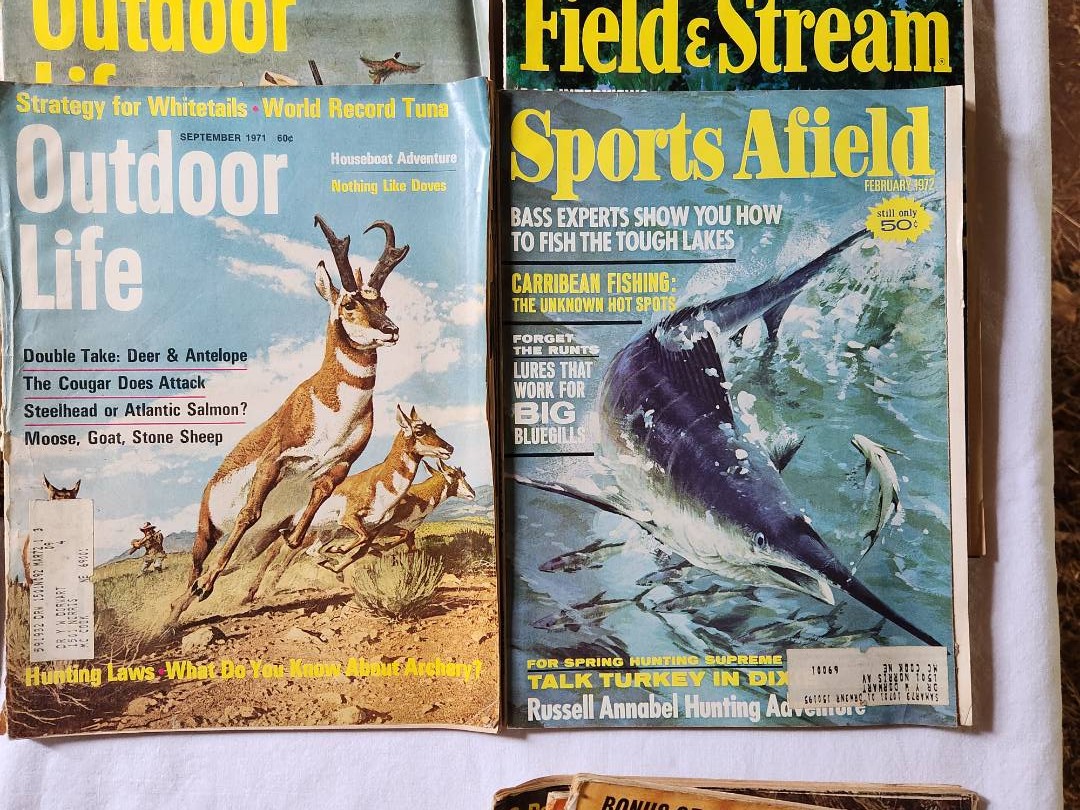 Outdoor
Life
Field & Stream
Strategy for Whitetails • World Record Tuna
SEPTEMBER 1971 60¢
Outdoor
Life
Houseboat Adventure
Nothing Like Doves
Double Take: Deer & Antelope
The Cougar Does Attack
Steelhead or Atlantic Salmon?
Moose, Goat, Stone Sheep
Hunting Laws • What Do You Know About Archery?
Sports Afield
FEBRUARY 1972
still only
50¢
BASS EXPERTS SHOW YOU HOW
TO FISH THE TOUGH LAKES
CARRIBEAN FISHING:
THE UNKNOWN HOT SPOTS
FORGET
THE RUNTS
LURES THAT
WORK FOR
BIG
BLUEGILLS
FOR SPRING HUNTING SUPREME
TALK TURKEY IN DIXI
Russell Annabel Hunting Adventure
BONUS